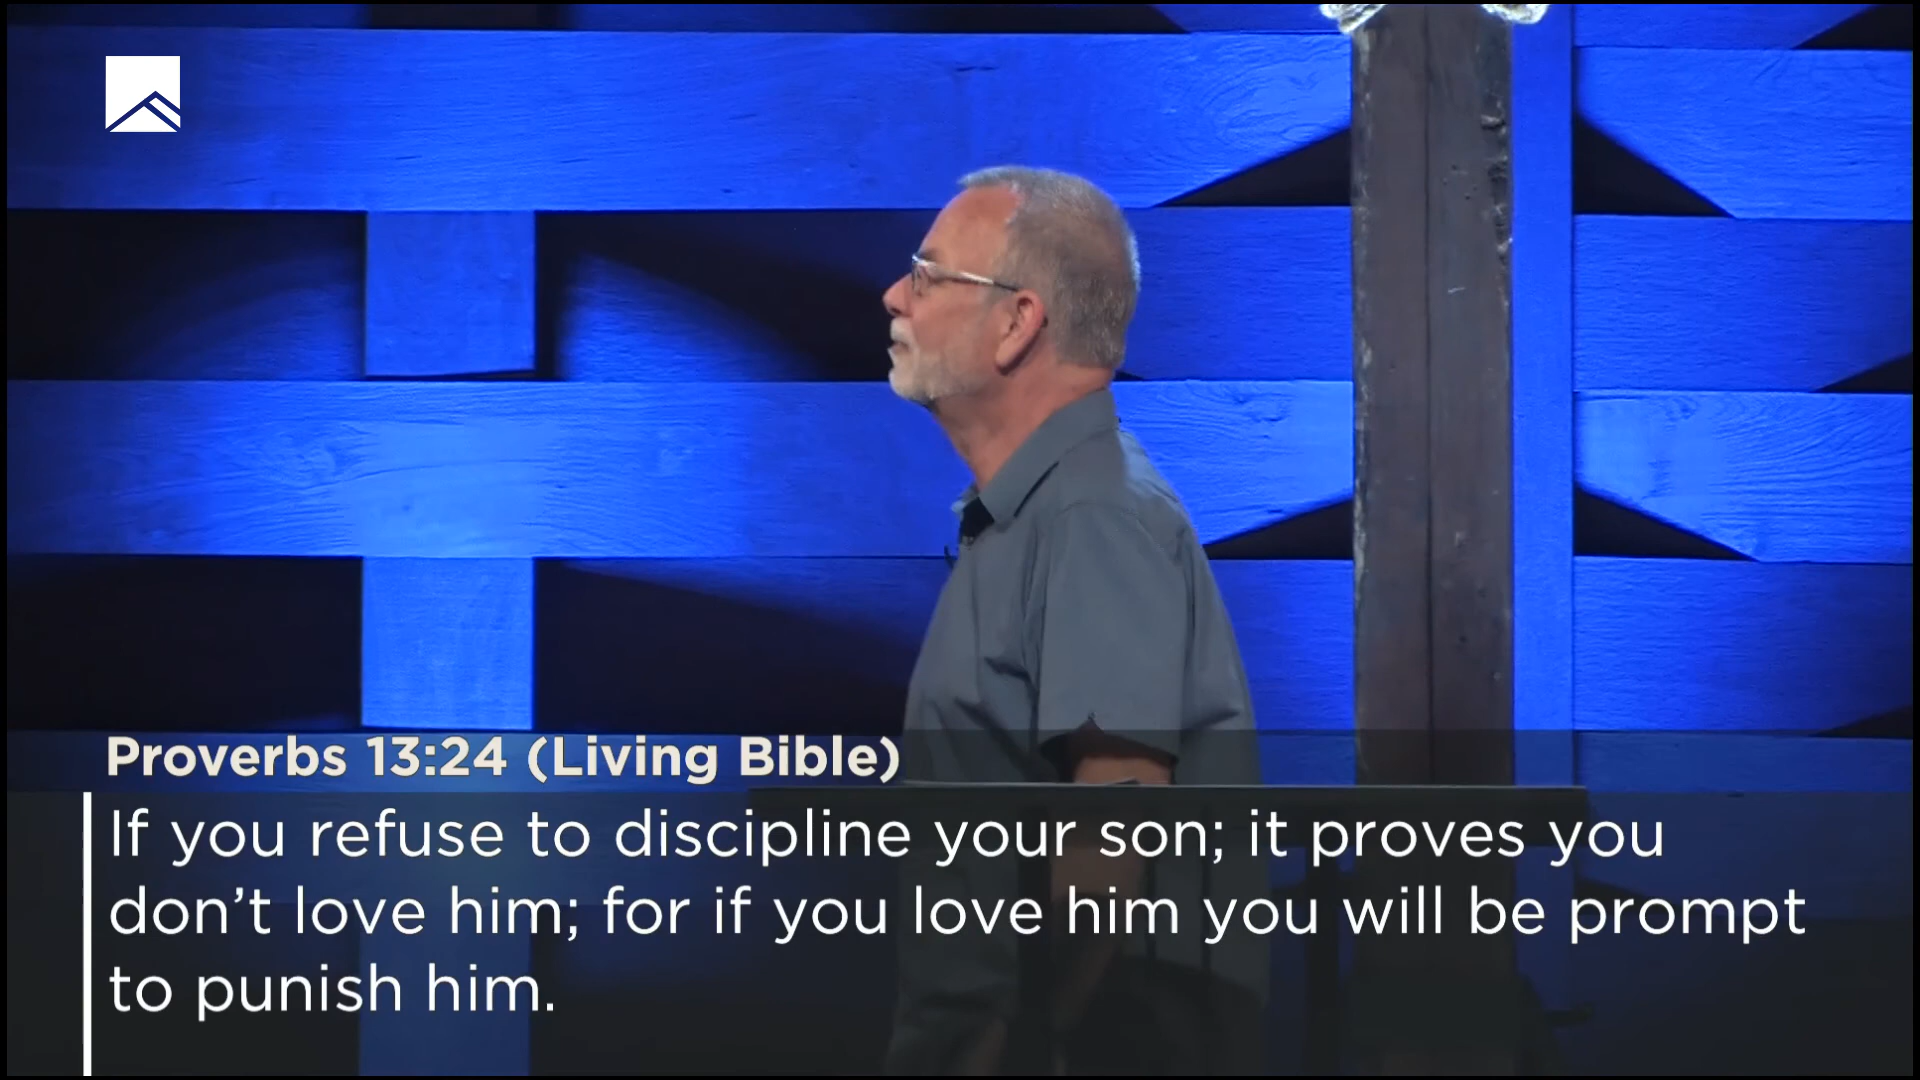 Proverbs 13:24 (Living Bible)
If you refuse to discipline your son; it proves you
don’t love him; for if you love him you will be prompt
to punish him.